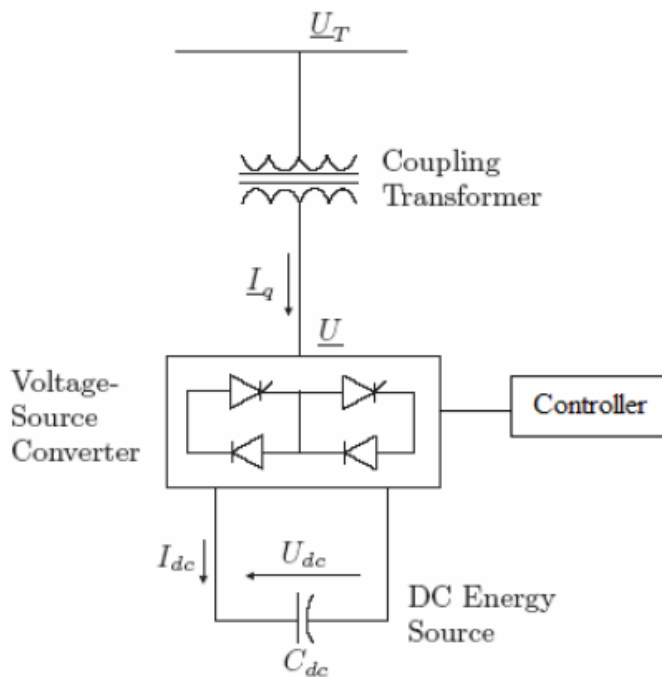 U_T
Coupling
Transformer
I_q
U
Voltage-
Source
Converter
Controller
I_dc
U_dc
DC Energy
Source
C_dc